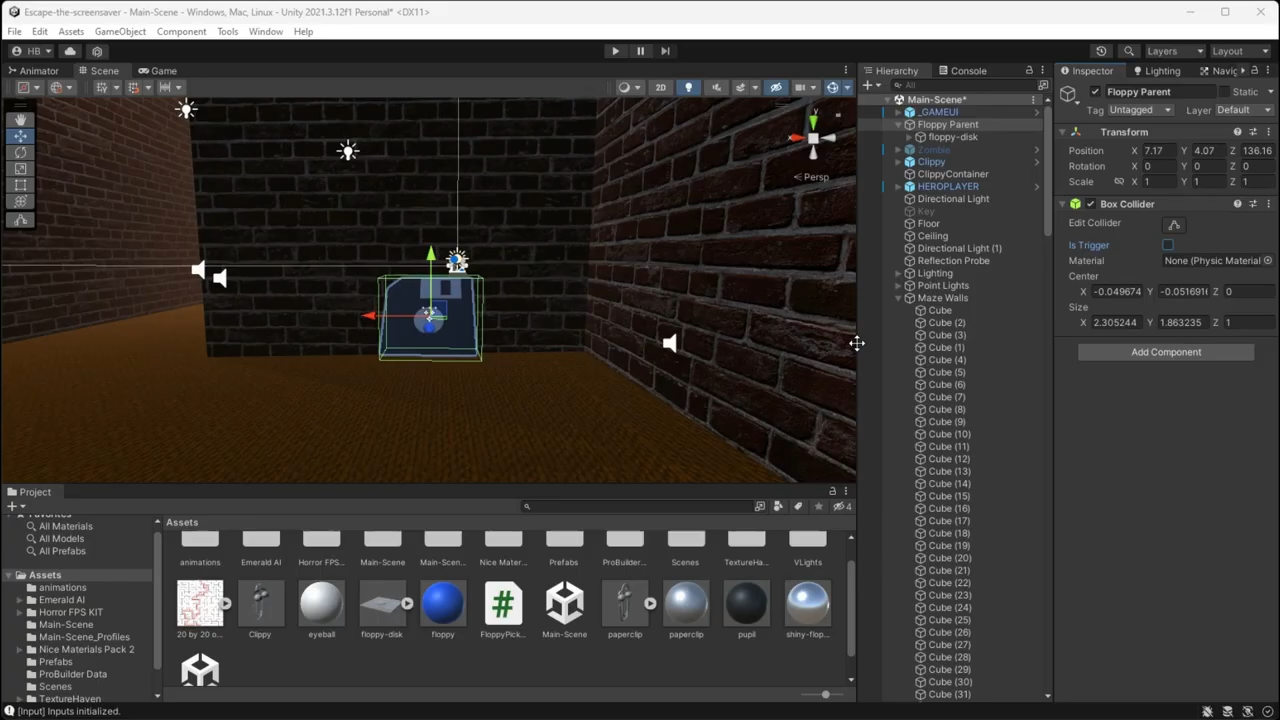 Escape-the-screensaver - Main-Scene - Windows, Mac, Linux - Unity 2021.3.12f1 Personal* <DX11>
File Edit Assets GameObject Component Tools Window Help
HB Layers Layout
Animator Scene Game
2D
y
x
Persp
Hierarchy Console
All
Main-Scene*
_GAMEUI
Floppy Parent
floppy-disk
Zombie
Clippy
ClippyContainer
HEROPLAYER
Directional Light
Key
Floor
Ceiling
Directional Light (1)
Reflection Probe
Lighting
Point Lights
Maze Walls
Cube
Cube (2)
Cube (3)
Cube (1)
Cube (4)
Cube (5)
Cube (6)
Cube (7)
Cube (8)
Cube (9)
Cube (10)
Cube (11)
Cube (12)
Cube (13)
Cube (14)
Cube (15)
Cube (16)
Cube (17)
Cube (18)
Cube (19)
Cube (20)
Cube (21)
Cube (22)
Cube (23)
Cube (24)
Cube (25)
Cube (26)
Cube (27)
Cube (28)
Cube (29)
Cube (30)
Cube (31)
Inspector Lighting Navig
Floppy Parent Static
Tag Untagged Layer Default
Transform
Position X 7.17 Y 4.07 Z 136.16
Rotation X 0 Y 0 Z 0
Scale X 1 Y 1 Z 1
Box Collider
Edit Collider
Is Trigger
Material None (Physic Material)
Center
X -0.049674 Y -0.051691 Z 0
Size
X 2.305244 Y 1.863235 Z 1
Add Component
Project
4
Favorites
All Materials
All Models
All Prefabs
Assets
animations
Emerald AI
Horror FPS KIT
Main-Scene
Main-Scene_Profiles
Nice Materials Pack 2
Prefabs
ProBuilder Data
Scenes
TextureHaven
Assets
animations Emerald AI Horror FPS... Main-Scene Main-Scen... Nice Mater... Prefabs ProBuilder... Scenes TextureHa... VLights
20 by 20 o... Clippy eyeball floppy-disk floppy FloppyPick... Main-Scene paperclip paperclip pupil shiny-flop...
[Input] Inputs initialized.